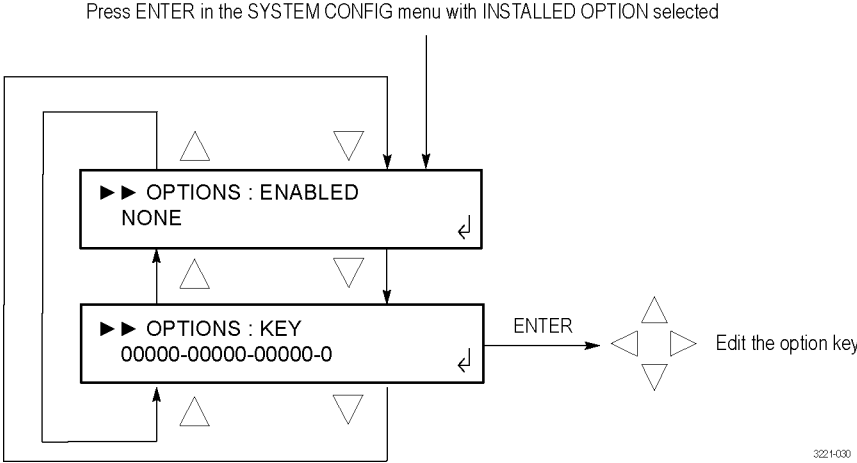 Press ENTER in the SYSTEM CONFIG menu with INSTALLED OPTION selected
►► OPTIONS : ENABLED
NONE
►► OPTIONS : KEY
00000-00000-00000-0
ENTER
Edit the option key
3221-030